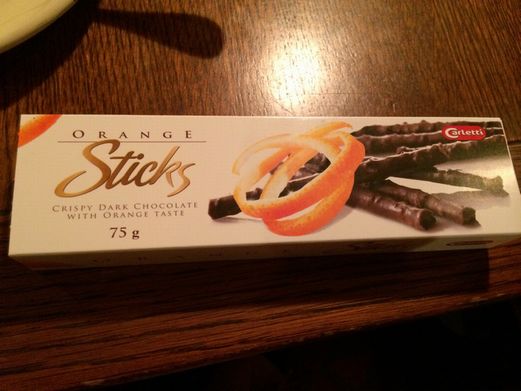 ORANGE
Sticks
CRISPY DARK CHOCOLATE
WITH ORANGE TASTE
75 g
Carletti